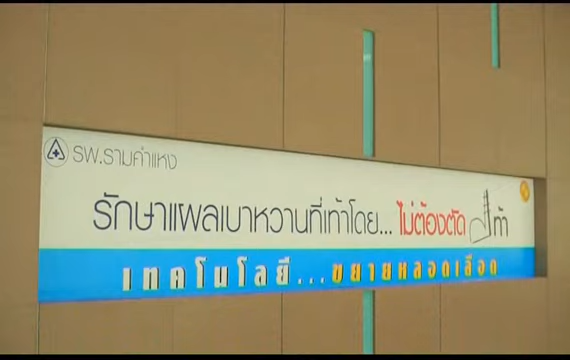 รพ.รามคำแหง
รักษาแผลเบาหวานที่เท้าโดย... ไม่ต้องตัดเท้า
เทคโนโลยี...ขยายหลอดเลือด